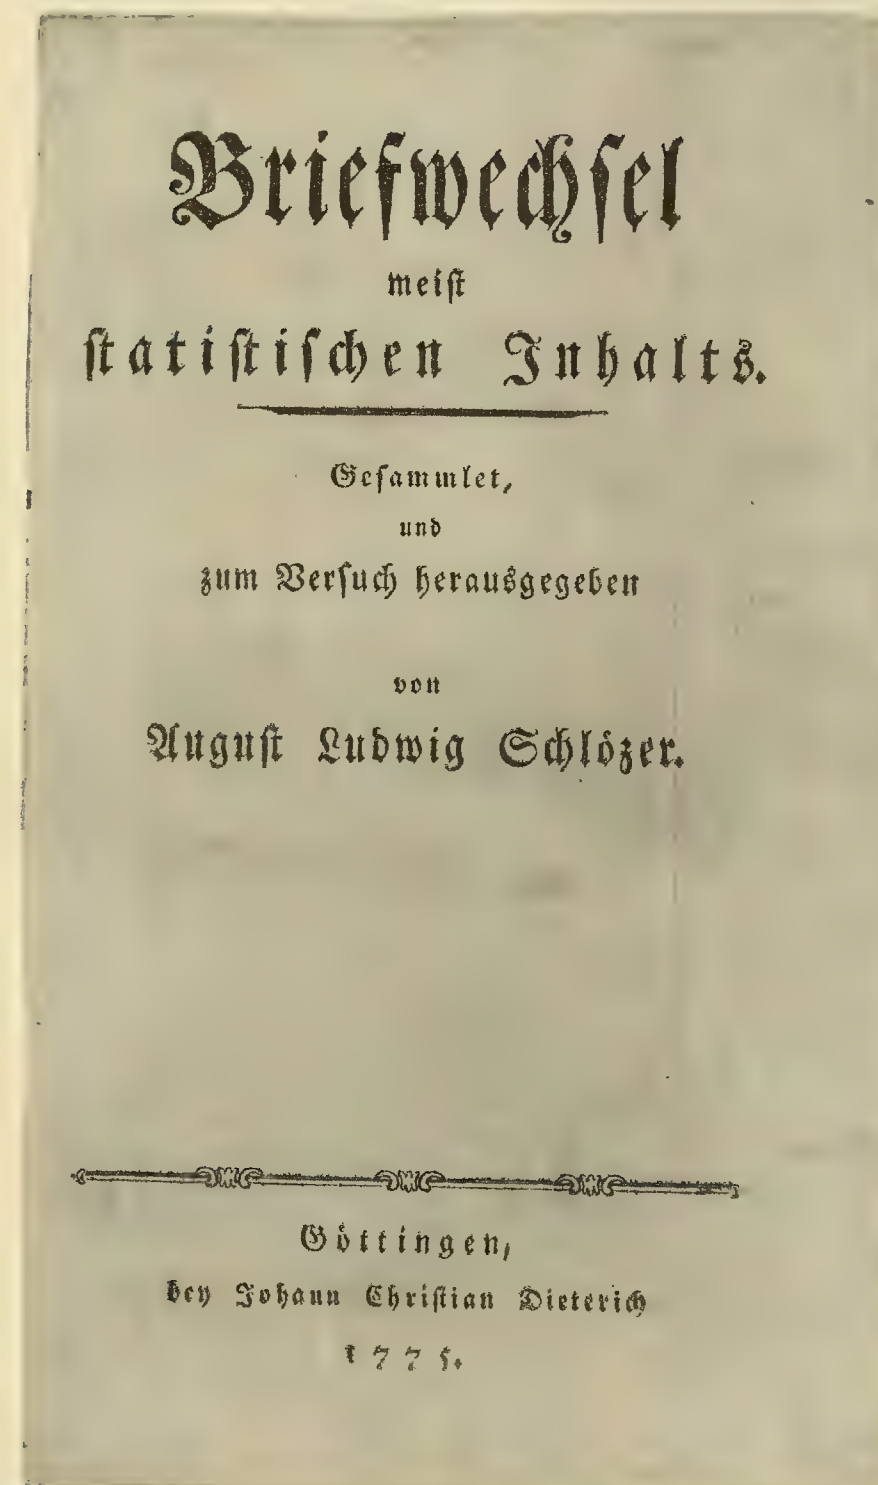 Briefwechsel
meist
statistischen Inhalts.
Gesammlet,
und
zum Versuch herausgegeben
von
August Ludwig Schlözer.
Göttingen,
bey Johann Christian Dieterich
1775.